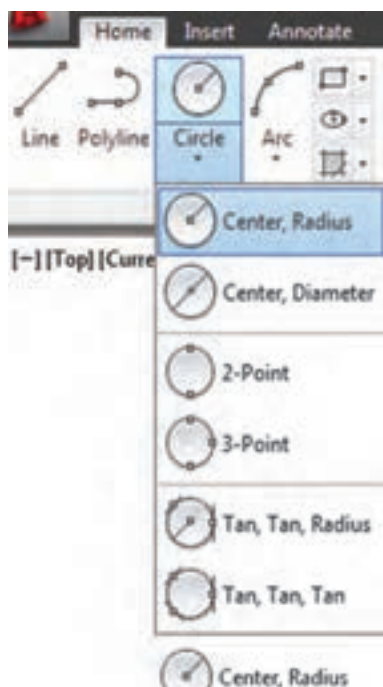 Home Insert Annotate
Line Polyline Circle Arc
Center, Radius
[−] [Top] [Curre
Center, Diameter
2-Point
3-Point
Tan, Tan, Radius
Tan, Tan, Tan
Center, Radius